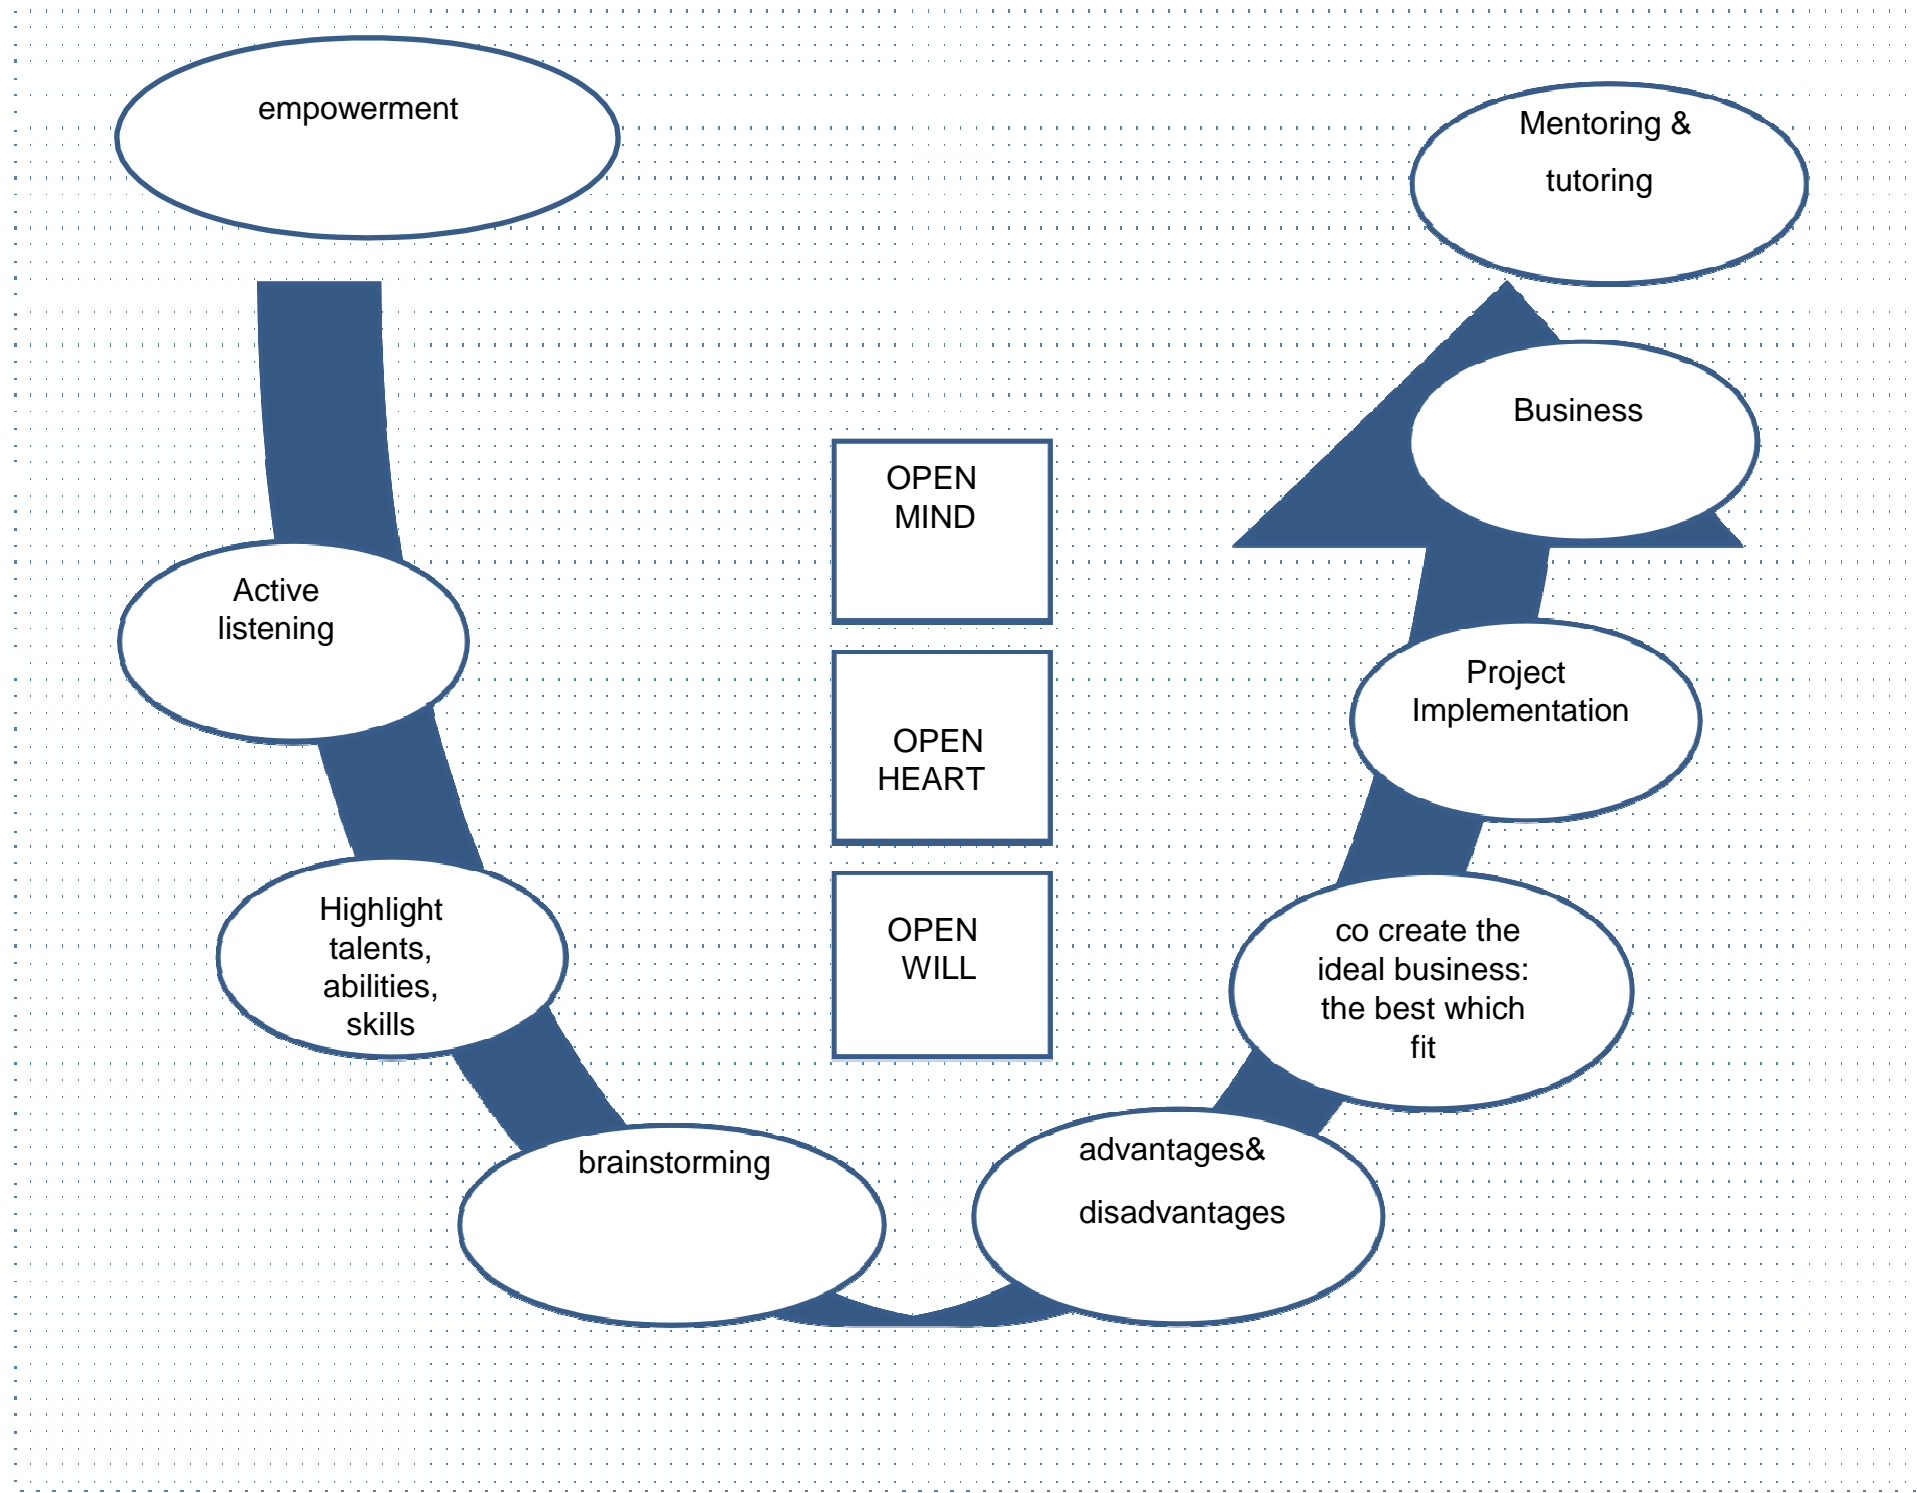 empowerment
Mentoring &
tutoring
Business
OPEN
MIND
Active
listening
Project
Implementation
OPEN
HEART
Highlight
talents,
abilities,
skills
OPEN
WILL
co create the
ideal business:
the best which
fit
brainstorming
advantages&
disadvantages